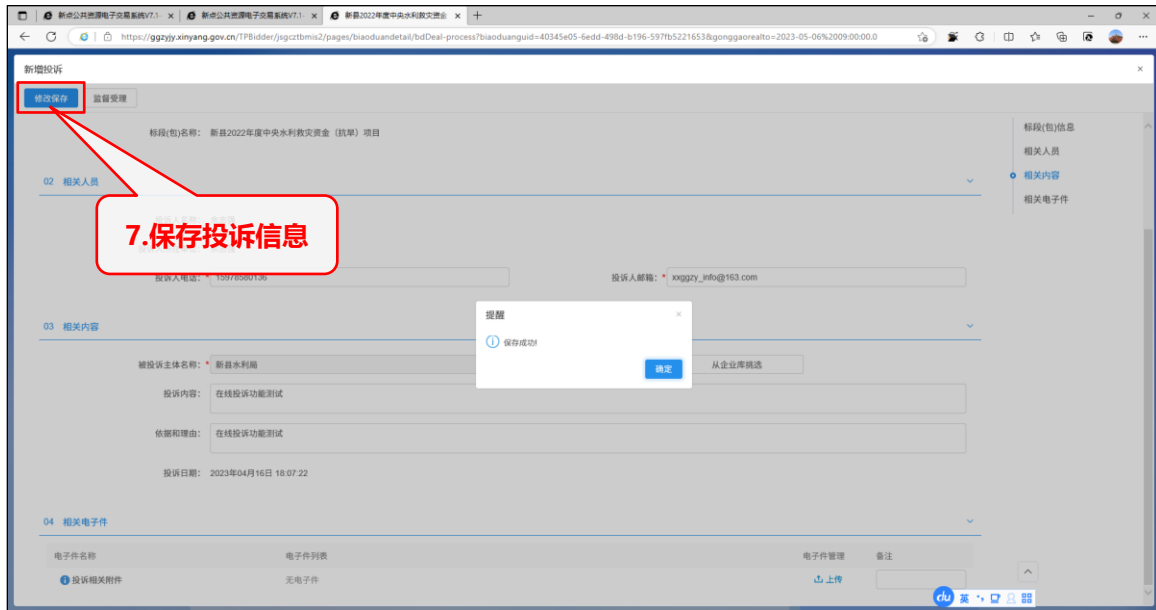 新点公共资源电子交易系统V7.1-
新点公共资源电子交易系统V7.1-
新县2022年度中央水利救灾资金
https://ggzyjy.xinyang.gov.cn/TPBidder/jsgcztbmis2/pages/biaoduandetail/bdDeal-process?biaoduanguid=40345e05-6edd-498d-b196-597fb5221653&gonggaorealto=2023-05-06%2009:00:00.0
新增投诉
修改保存 监督受理
标段(包)名称： 新县2022年度中央水利救灾资金（抗旱）项目
标段(包)信息
相关人员
相关内容
相关电子件
02 相关人员
7.保存投诉信息
投诉人电话：* 15978580136 投诉人邮箱：* xxggzy_info@163.com
提醒
保存成功!
确定
03 相关内容
被投诉主体名称：* 新县水利局 从企业库挑选
投诉内容： 在线投诉功能测试
依据和理由： 在线投诉功能测试
投诉日期： 2023年04月16日 18:07:22
04 相关电子件
电子件名称 电子件列表 电子件管理 备注
投诉相关附件 无电子件 上传
du 英